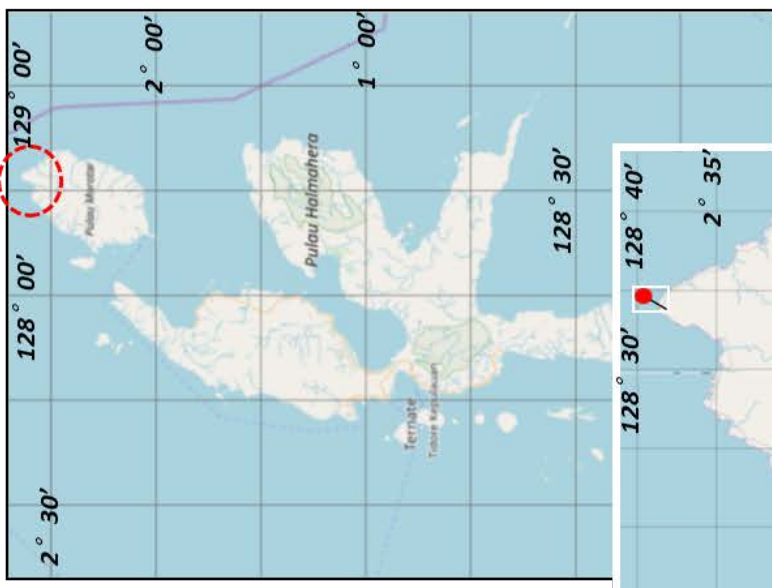 129° 00'
128° 00'
2° 30'
2° 00'
1° 00'
128° 30'
Pulau Morotai
Pulau Halmahera
Ternate
Tidore Kepulauan
128° 40'
128° 30'
2° 35'